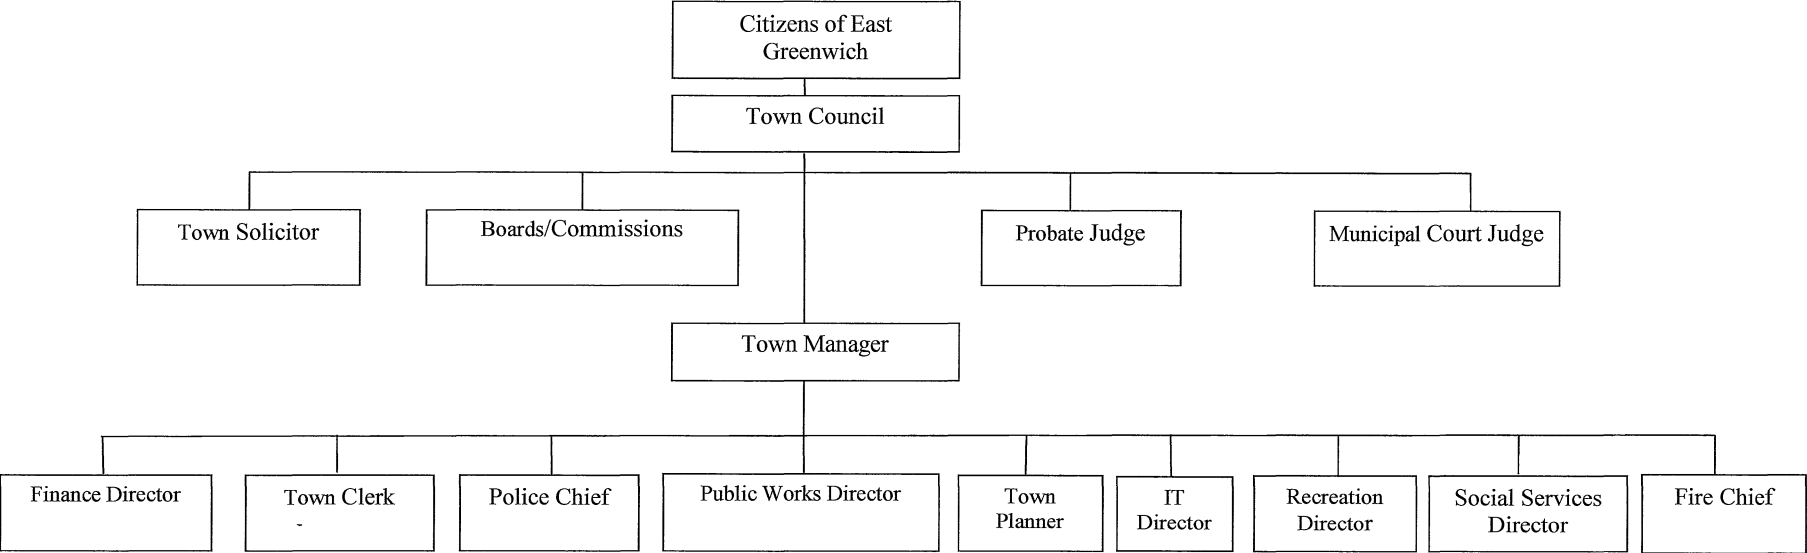 Citizens of East
Greenwich
Town Council
Town Solicitor
Boards/Commissions
Probate Judge
Municipal Court Judge
Town Manager
Finance Director
Town Clerk
Police Chief
Public Works Director
Town
Planner
IT
Director
Recreation
Director
Social Services
Director
Fire Chief